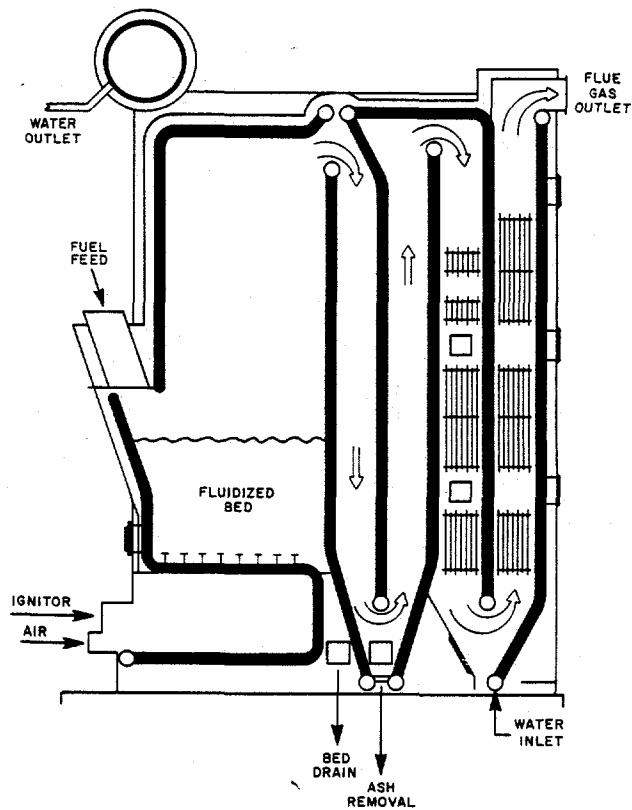 FLUE
GAS
OUTLET
WATER
OUTLET
FUEL
FEED
FLUIDIZED
BED
IGNITOR
AIR
WATER
INLET
BED
DRAIN
ASH
REMOVAL